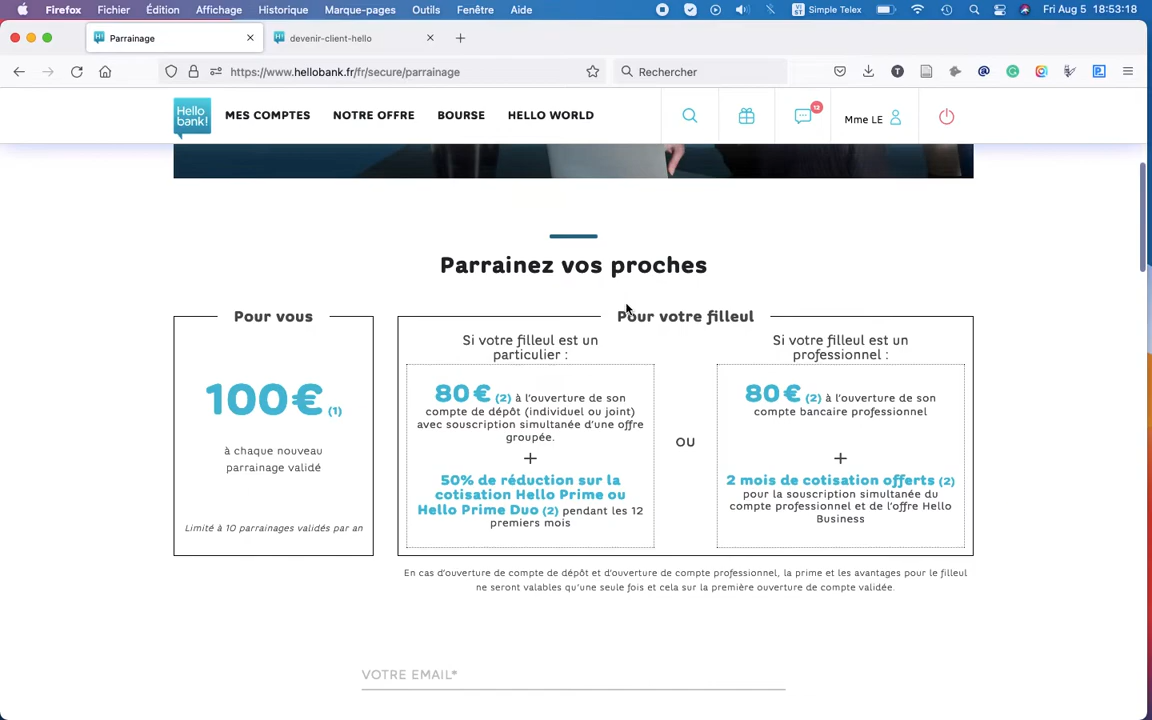 Firefox Fichier Édition Affichage Historique Marque-pages Outils Fenêtre Aide
Simple Telex
Fri Aug 5 18:53:18
Parrainage
devenir-client-hello
https://www.hellobank.fr/fr/secure/parrainage
Rechercher
Hello bank!
MES COMPTES NOTRE OFFRE BOURSE HELLO WORLD
Mme LE
Parrainez vos proches
Pour vous
100€ (1)
à chaque nouveau
parrainage validé
Limité à 10 parrainages validés par an
Pour votre filleul
Si votre filleul est un
particulier :
80€ (2) à l'ouverture de son
compte de dépôt (individuel ou joint)
avec souscription simultanée d'une offre
groupée.
+
50% de réduction sur la
cotisation Hello Prime ou
Hello Prime Duo (2) pendant les 12
premiers mois
OU
Si votre filleul est un
professionnel :
80€ (2) à l'ouverture de son
compte bancaire professionnel
+
2 mois de cotisation offerts (2)
pour la souscription simultanée du
compte professionnel et de l'offre Hello
Business
En cas d'ouverture de compte de dépôt et d'ouverture de compte professionnel, la prime et les avantages pour le filleul
ne seront valables qu'une seule fois et cela sur la première ouverture de compte validée.
VOTRE EMAIL*